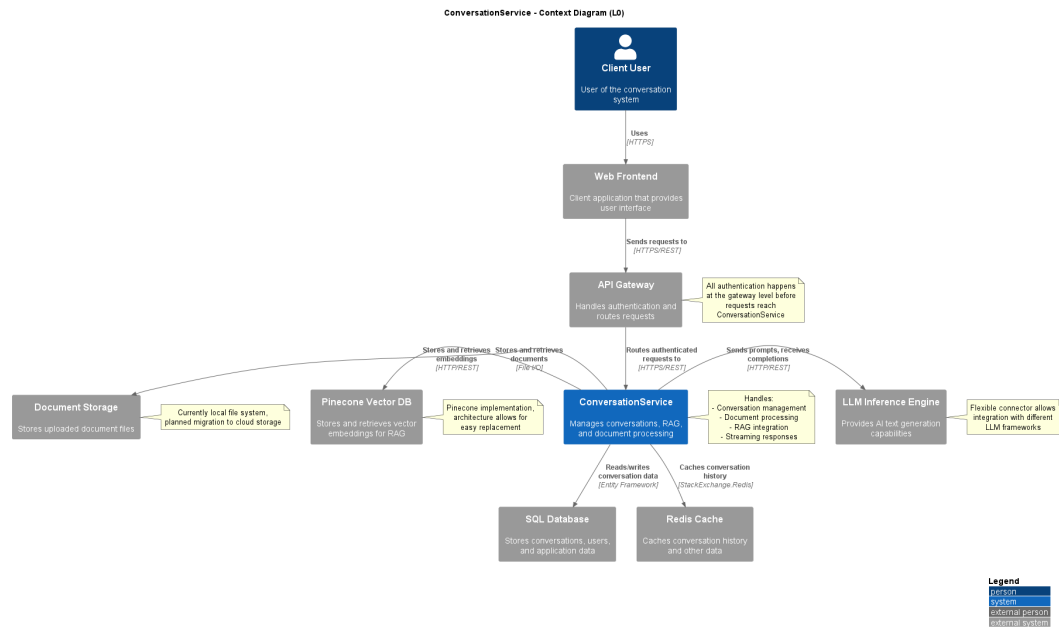 ConversationService - Context Diagram (L0)
Client User
User of the conversation
system
Uses
[HTTPS]
Web Frontend
Client application that provides
user interface
Sends requests to
[HTTPS/REST]
API Gateway
Handles authentication and
routes requests
All authentication happens
at the gateway level before
requests reach
ConversationService
Stores and retrieves
embeddings
[HTTP/REST]
Stores and retrieves
documents
[File I/O]
Routes authenticated
requests to
[HTTPS/REST]
Sends prompts, receives
completions
[HTTP/REST]
Document Storage
Stores uploaded document files
Currently local file system,
planned migration to cloud storage
Pinecone Vector DB
Stores and retrieves vector
embeddings for RAG
Pinecone implementation,
architecture allows for
easy replacement
ConversationService
Manages conversations, RAG,
and document processing
Handles:
- Conversation management
- Document processing
- RAG integration
- Streaming responses
LLM Inference Engine
Provides AI text generation
capabilities
Flexible connector allows
integration with different
LLM frameworks
Reads/writes
conversation data
[Entity Framework]
Caches conversation
history
[StackExchange.Redis]
SQL Database
Stores conversations, users,
and application data
Redis Cache
Caches conversation history
and other data
Legend
person
system
external person
external system